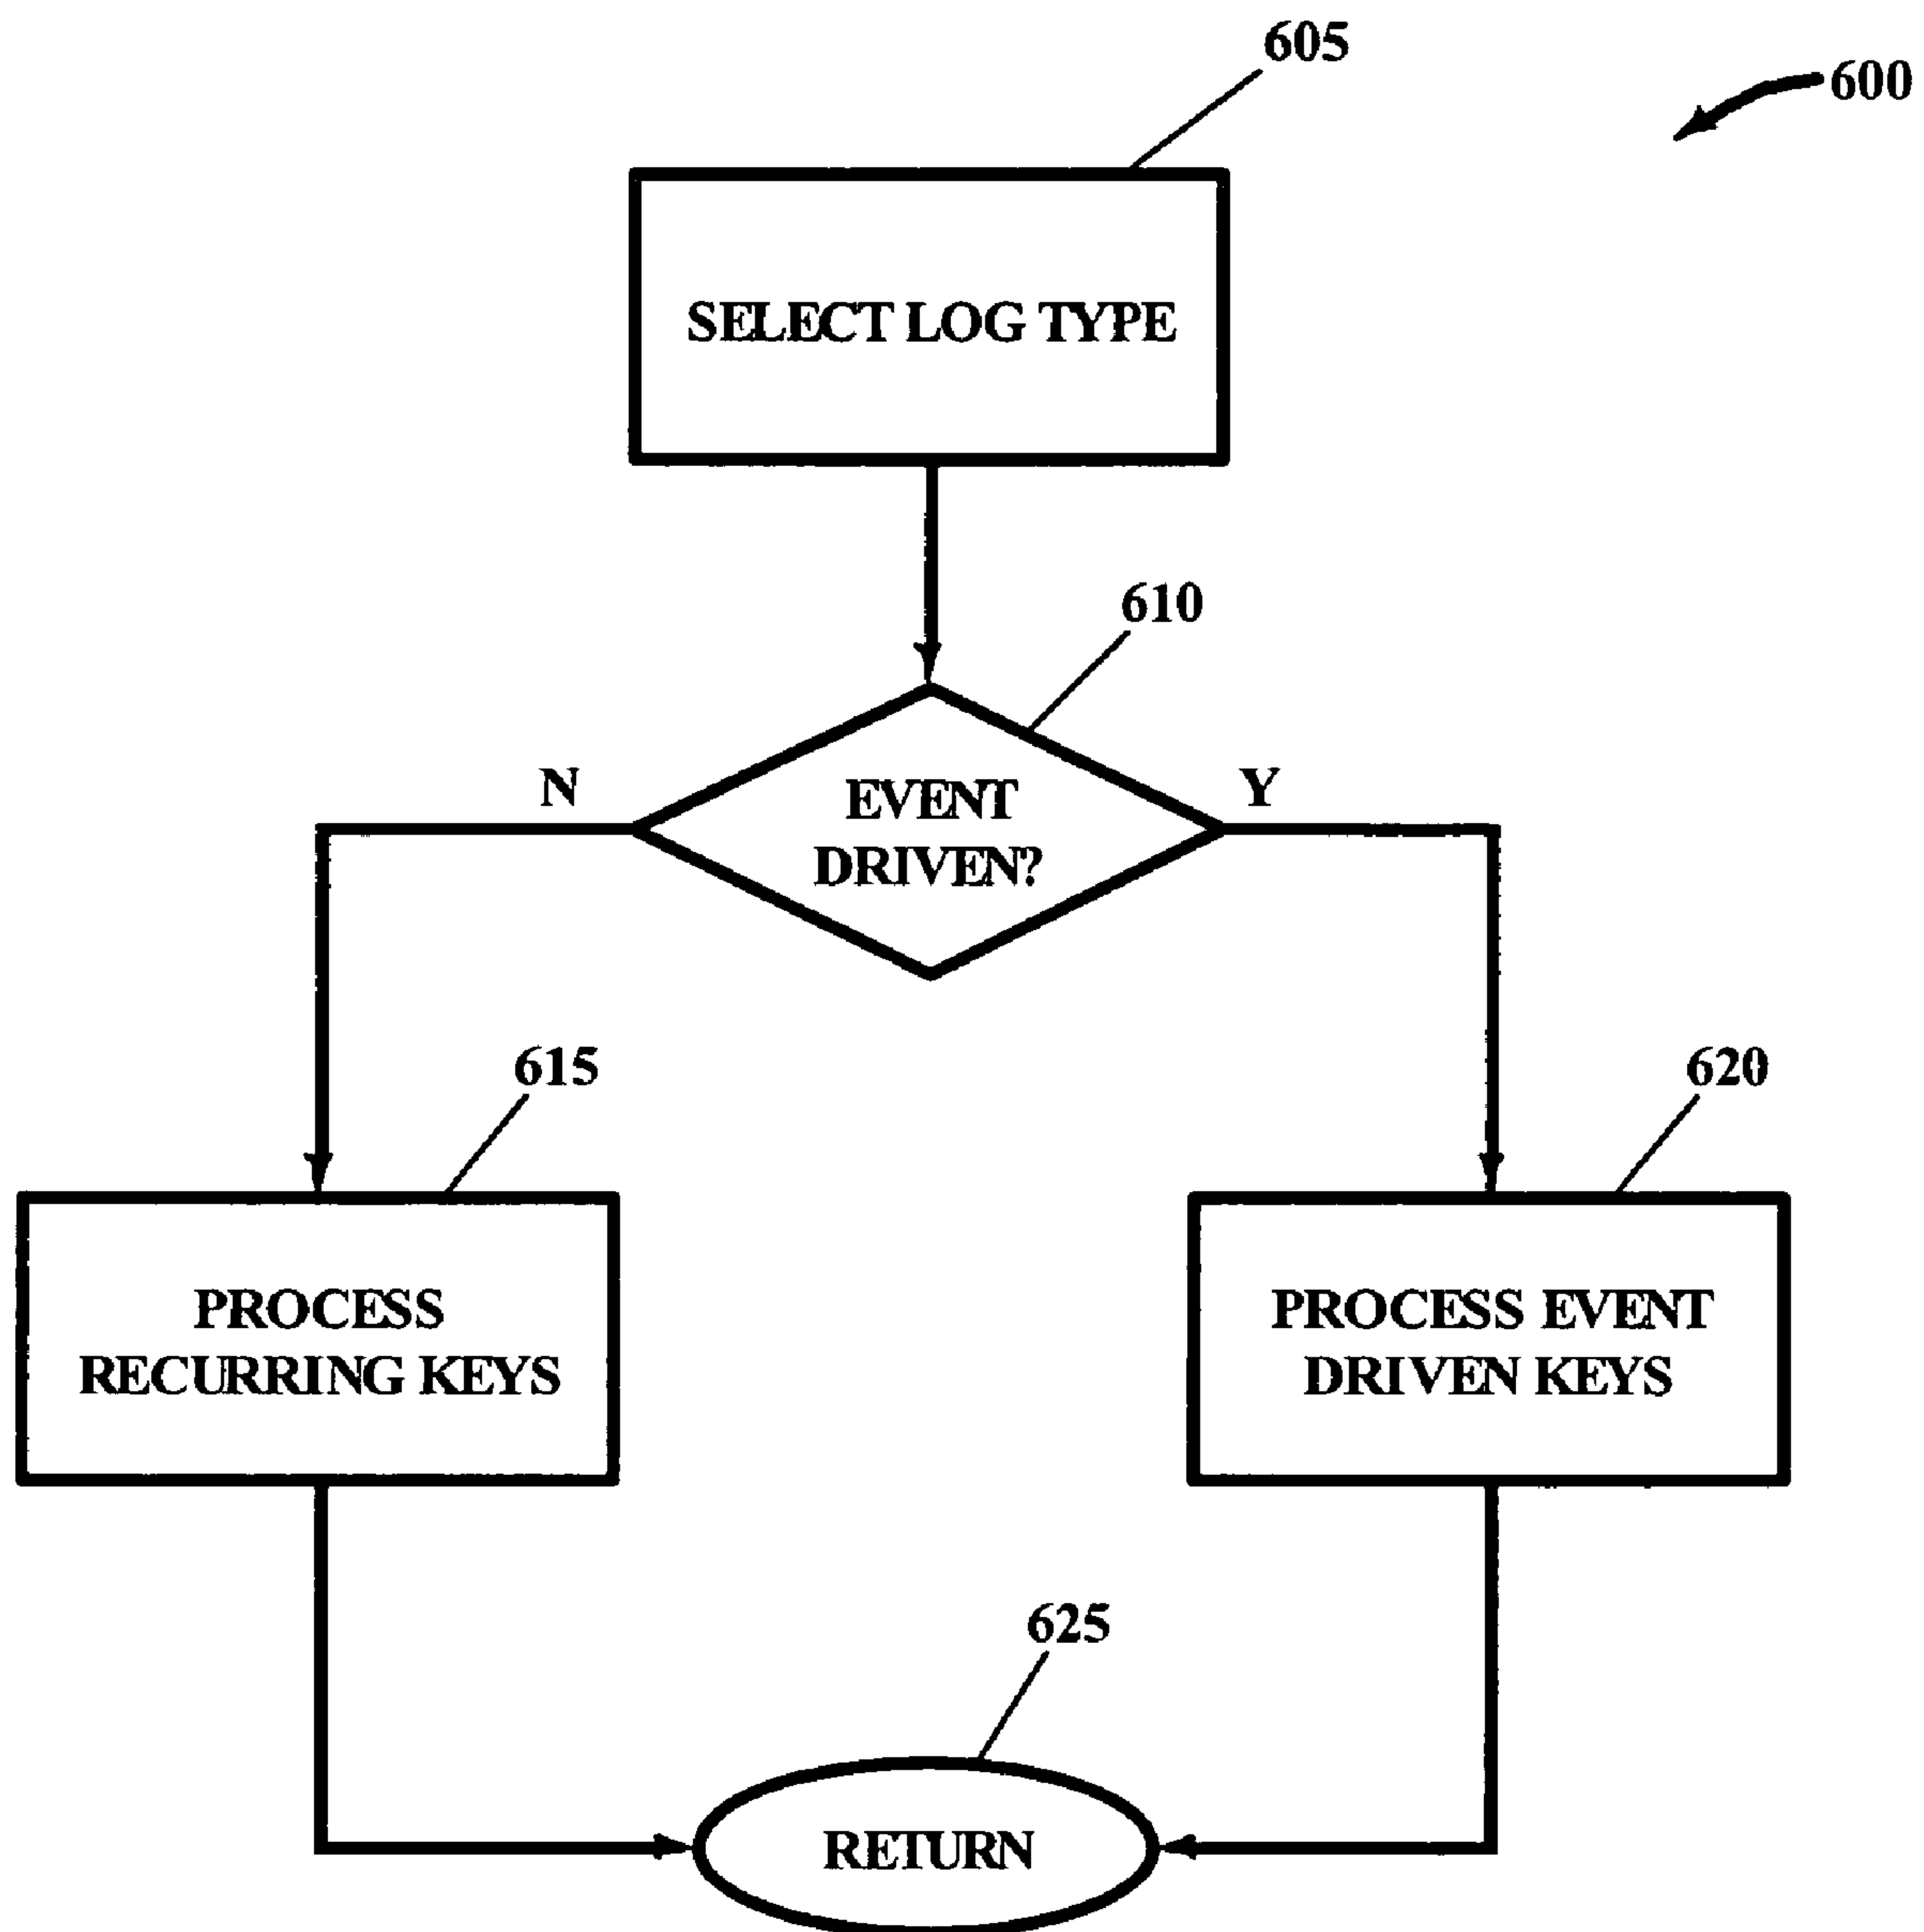 605
600
SELECT LOG TYPE
610
N
EVENT
DRIVEN?
Y
615
620
PROCESS
RECURRING KEYS
PROCESS EVENT
DRIVEN KEYS
625
RETURN